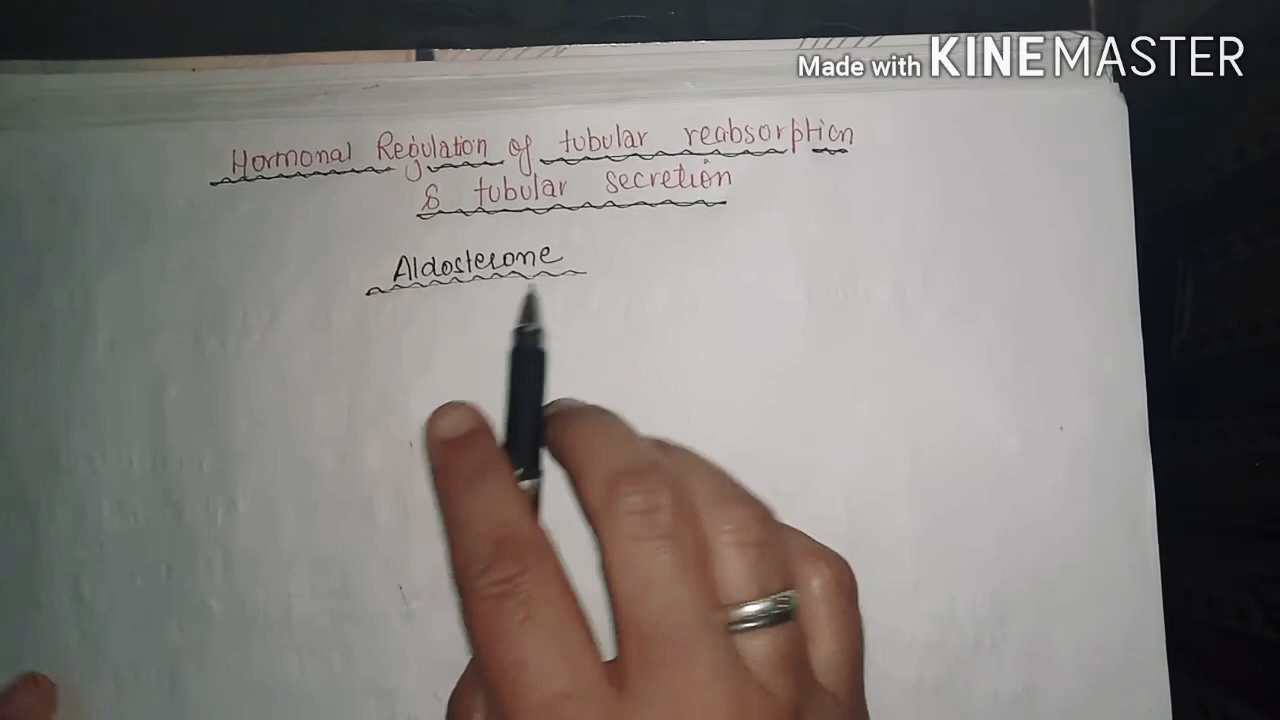 Made with KINEMASTER
Hormonal Regulation of tubular reabsorption
& tubular secretion
Aldosterone